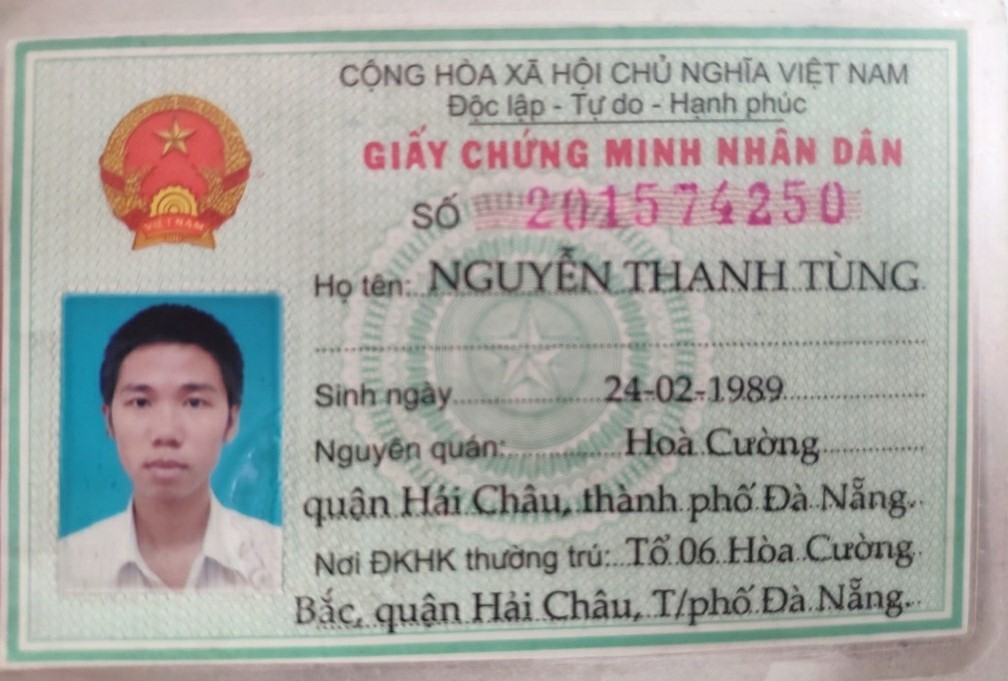 CỘNG HÒA XÃ HỘI CHỦ NGHĨA VIỆT NAM
Độc lập - Tự do - Hạnh phúc
GIẤY CHỨNG MINH NHÂN DÂN
SỐ 201574250
VIỆT NAM
Họ tên: NGUYỄN THANH TÙNG
Sinh ngày 24-02-1989
Nguyên quán: Hoà Cường
quận Hải Châu, thành phố Đà Nẵng.
Nơi ĐKHK thường trú: Tổ 06 Hòa Cường
Bắc, quận Hải Châu, T/phố Đà Nẵng.